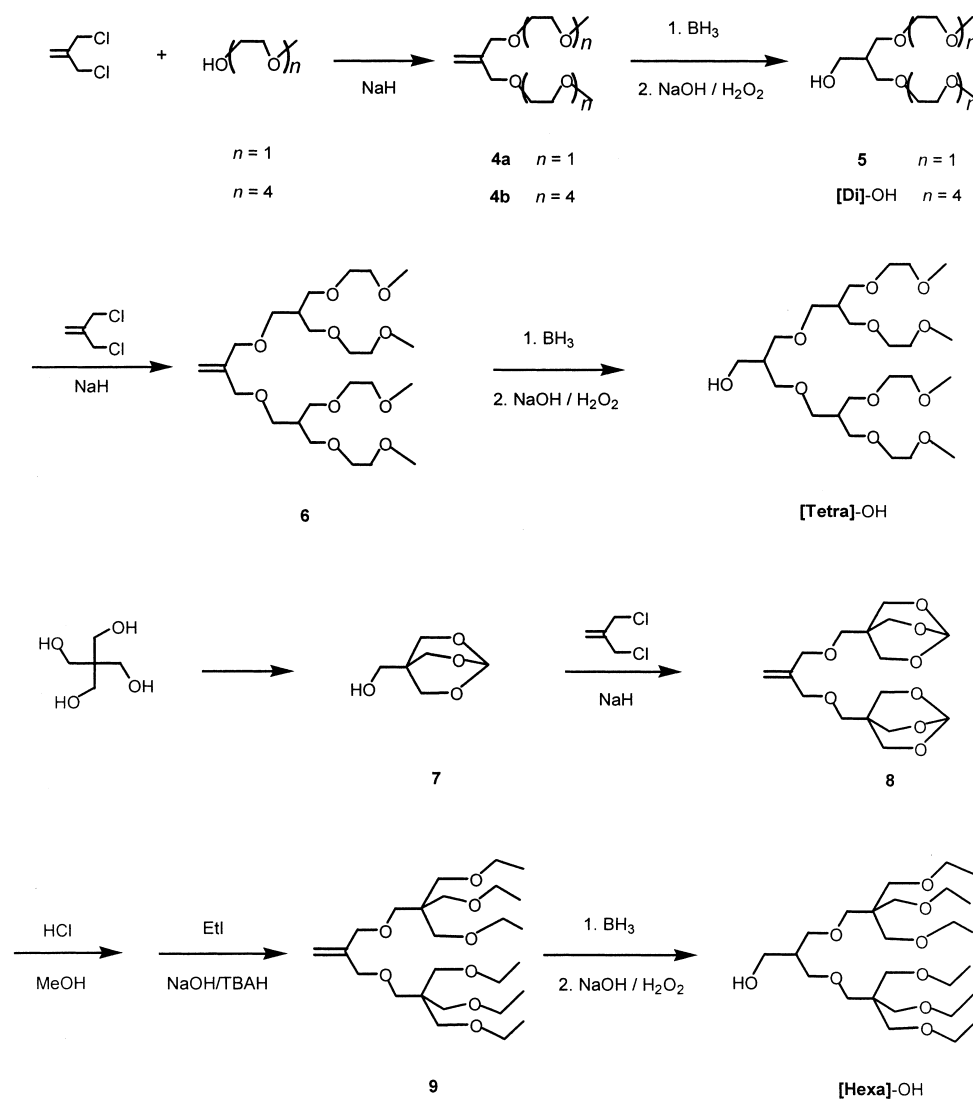 Cl
Cl
+
HO ( O ) n
NaH
O ( O ) n
O ( O ) n
1. BH3
2. NaOH / H2O2
HO
O ( O ) n
O ( O ) n
n = 1
n = 4
4a n = 1
4b n = 4
5 n = 1
[Di]-OH n = 4
Cl
Cl
NaH
O O
O O
O
O
O O
O O
6
1. BH3
2. NaOH / H2O2
HO
O O
O O
O
O
O O
O O
[Tetra]-OH
OH
HO
OH
HO
HO
O
O
O
7
Cl
Cl
NaH
O
O
O
O
O
O
O
O
8
HCl
MeOH
EtI
NaOH/TBAH
O
O
O
O
O
O
O
O
9
1. BH3
2. NaOH / H2O2
HO
O
O
O
O
O
O
O
O
[Hexa]-OH